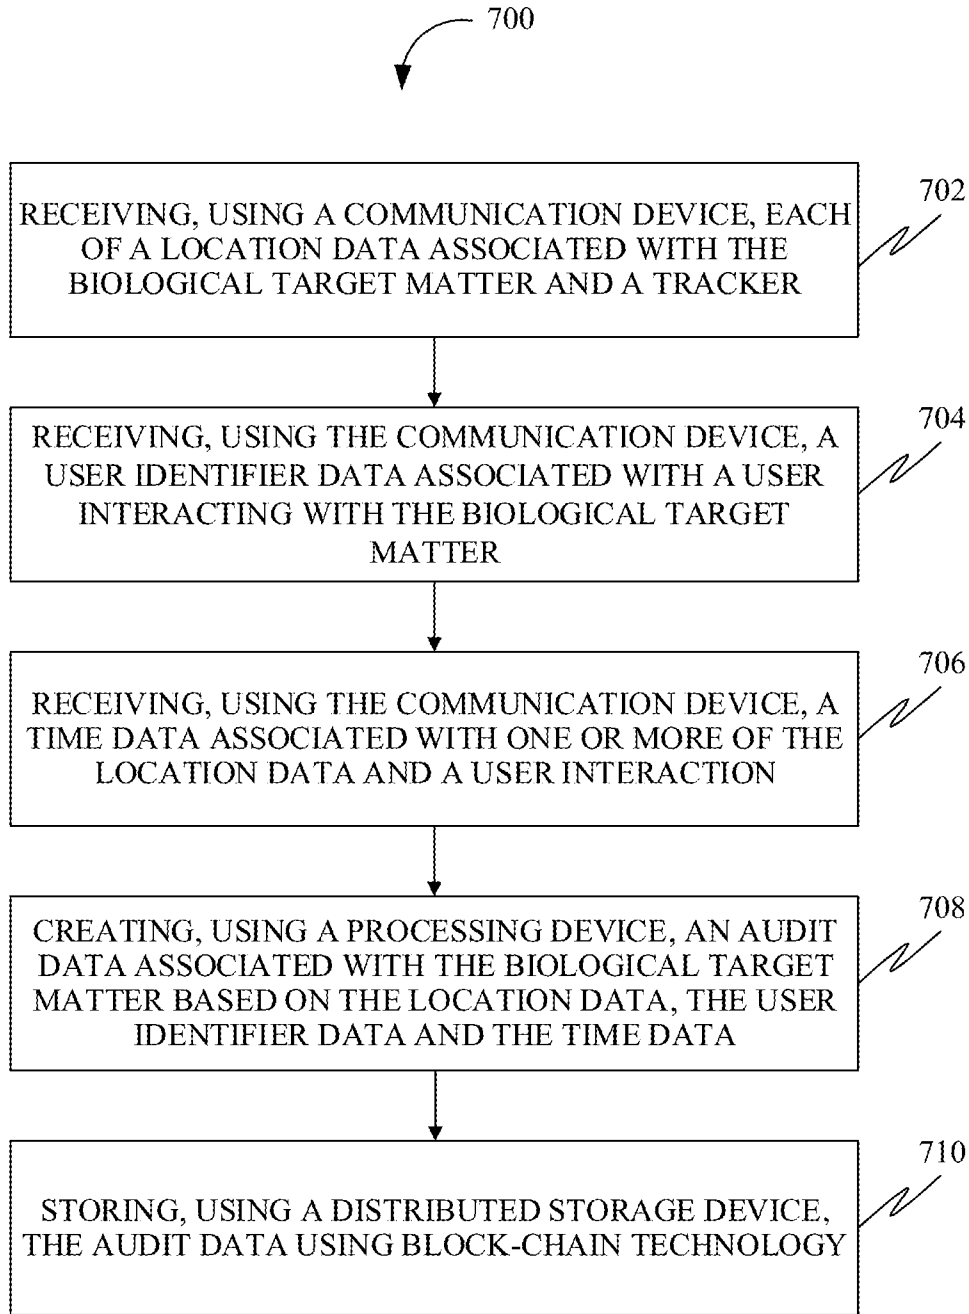 700
702
RECEIVING, USING A COMMUNICATION DEVICE, EACH
OF A LOCATION DATA ASSOCIATED WITH THE
BIOLOGICAL TARGET MATTER AND A TRACKER
704
RECEIVING, USING THE COMMUNICATION DEVICE, A
USER IDENTIFIER DATA ASSOCIATED WITH A USER
INTERACTING WITH THE BIOLOGICAL TARGET
MATTER
706
RECEIVING, USING THE COMMUNICATION DEVICE, A
TIME DATA ASSOCIATED WITH ONE OR MORE OF THE
LOCATION DATA AND A USER INTERACTION
708
CREATING, USING A PROCESSING DEVICE, AN AUDIT
DATA ASSOCIATED WITH THE BIOLOGICAL TARGET
MATTER BASED ON THE LOCATION DATA, THE USER
IDENTIFIER DATA AND THE TIME DATA
710
STORING, USING A DISTRIBUTED STORAGE DEVICE,
THE AUDIT DATA USING BLOCK-CHAIN TECHNOLOGY